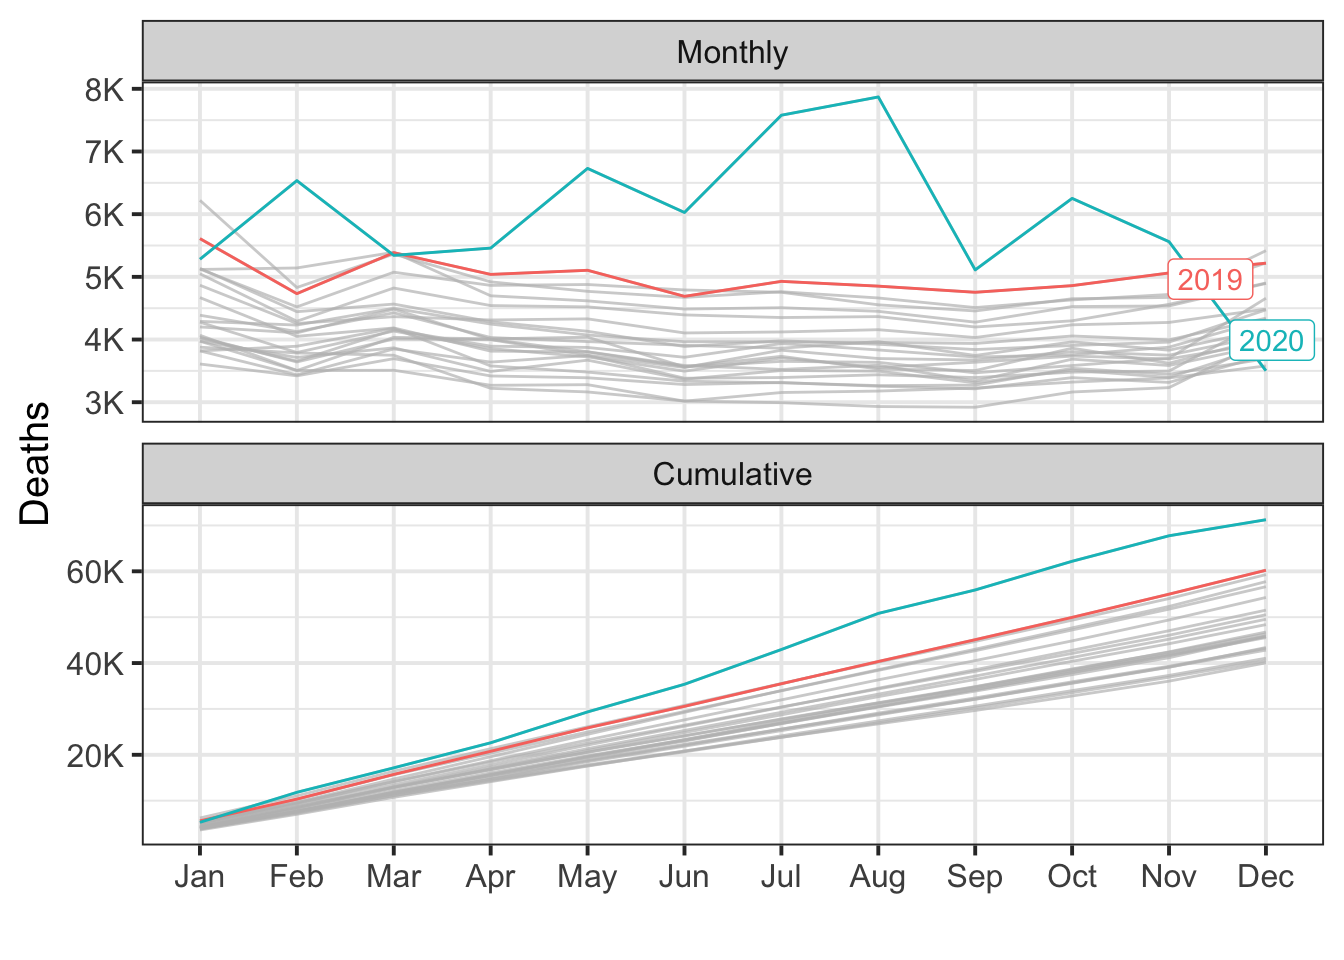 Monthly
8K
7K
6K
5K
4K
3K
2019
2020
Deaths
Cumulative
60K
40K
20K
Jan Feb Mar Apr May Jun Jul Aug Sep Oct Nov Dec